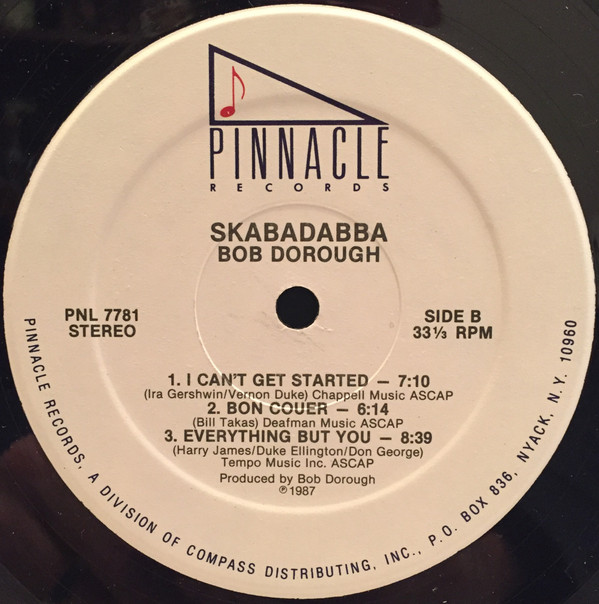 PINNACLE
RECORDS
SKABADABBA
BOB DOROUGH
PNL 7781
STEREO
SIDE B
33⅓ RPM
1. I CAN'T GET STARTED — 7:10
(Ira Gershwin/Vernon Duke) Chappell Music ASCAP
2. BON COUER — 6:14
(Bill Takas) Deafman Music ASCAP
3. EVERYTHING BUT YOU — 8:39
(Harry James/Duke Ellington/Don George)
Tempo Music Inc. ASCAP
Produced by Bob Dorough
℗1987
PINNACLE RECORDS, A DIVISION OF COMPASS DISTRIBUTING, INC., P.O. BOX 836, NYACK, N.Y. 10960